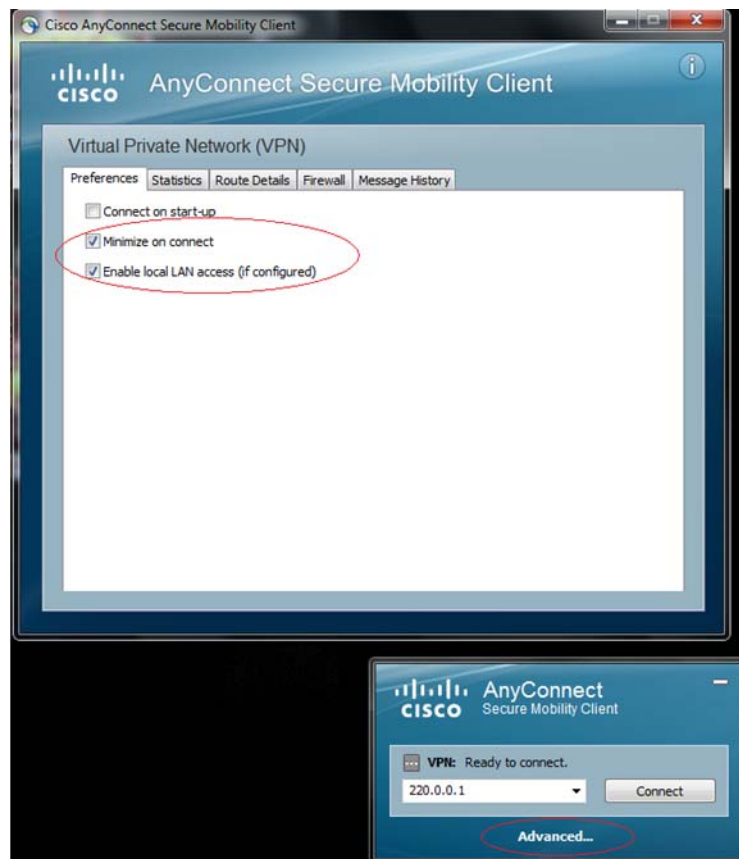 Cisco AnyConnect Secure Mobility Client
CISCO
AnyConnect Secure Mobility Client
Virtual Private Network (VPN)
Preferences
Statistics
Route Details
Firewall
Message History
Connect on start-up
Minimize on connect
Enable local LAN access (if configured)
CISCO
AnyConnect
Secure Mobility Client
VPN: Ready to connect.
220.0.0.1
Connect
Advanced...